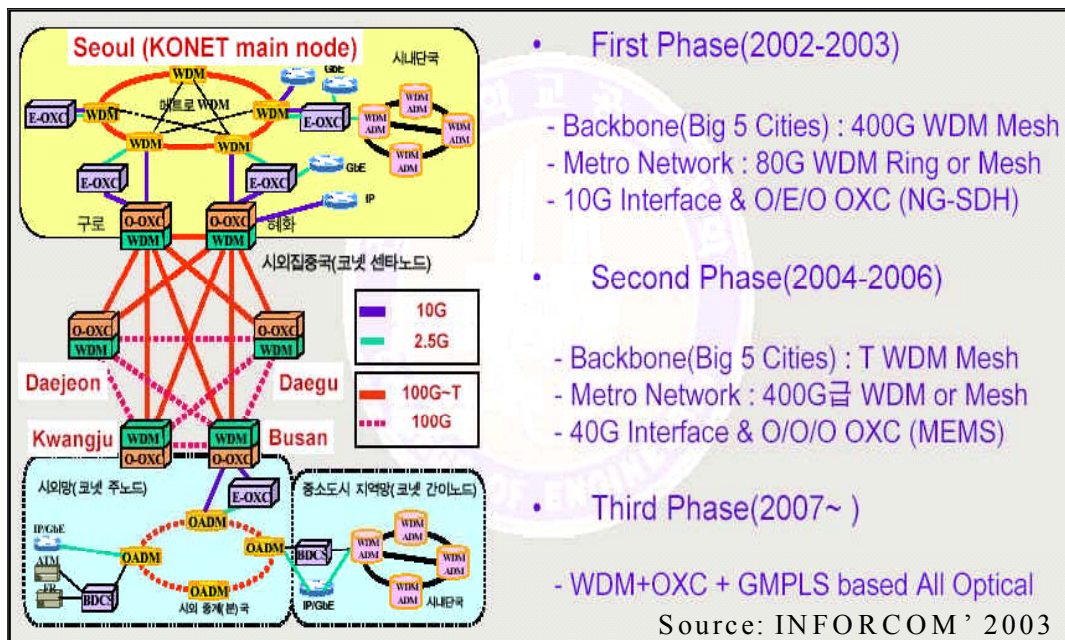 Seoul (KONET main node)
WDM
GbE
시내단국
메트로 WDM
WDM
WDM
E-OXC
E-OXC
WDM
ADM
WDM
ADM
WDM
ADM
WDM
ADM
WDM
WDM
E-OXC
E-OXC
GbE
IP
구로
O-OXC
WDM
O-OXC
WDM
혜화
시외집중국(코넷 센타노드)
10G
2.5G
100G~T
100G
O-OXC
WDM
O-OXC
WDM
Daejeon
Daegu
Kwangju
WDM
O-OXC
WDM
O-OXC
Busan
시외망(코넷 주노드)
E-OXC
IP/GbE
OADM
OADM
OADM
OADM
ATM
FR
BDCS
시외 중계(분)국
중소도시 지역망(코넷 간이노드)
BDCS
IP/GbE
WDM
ADM
WDM
ADM
WDM
ADM
WDM
ADM
시내단국
• First Phase(2002-2003)
- Backbone(Big 5 Cities) : 400G WDM Mesh
- Metro Network : 80G WDM Ring or Mesh
- 10G Interface & O/E/O OXC (NG-SDH)
• Second Phase(2004-2006)
- Backbone(Big 5 Cities) : T WDM Mesh
- Metro Network : 400G급 WDM or Mesh
- 40G Interface & O/O/O OXC (MEMS)
• Third Phase(2007~ )
- WDM+OXC + GMPLS based All Optical
Source: INFORCOM’ 2003